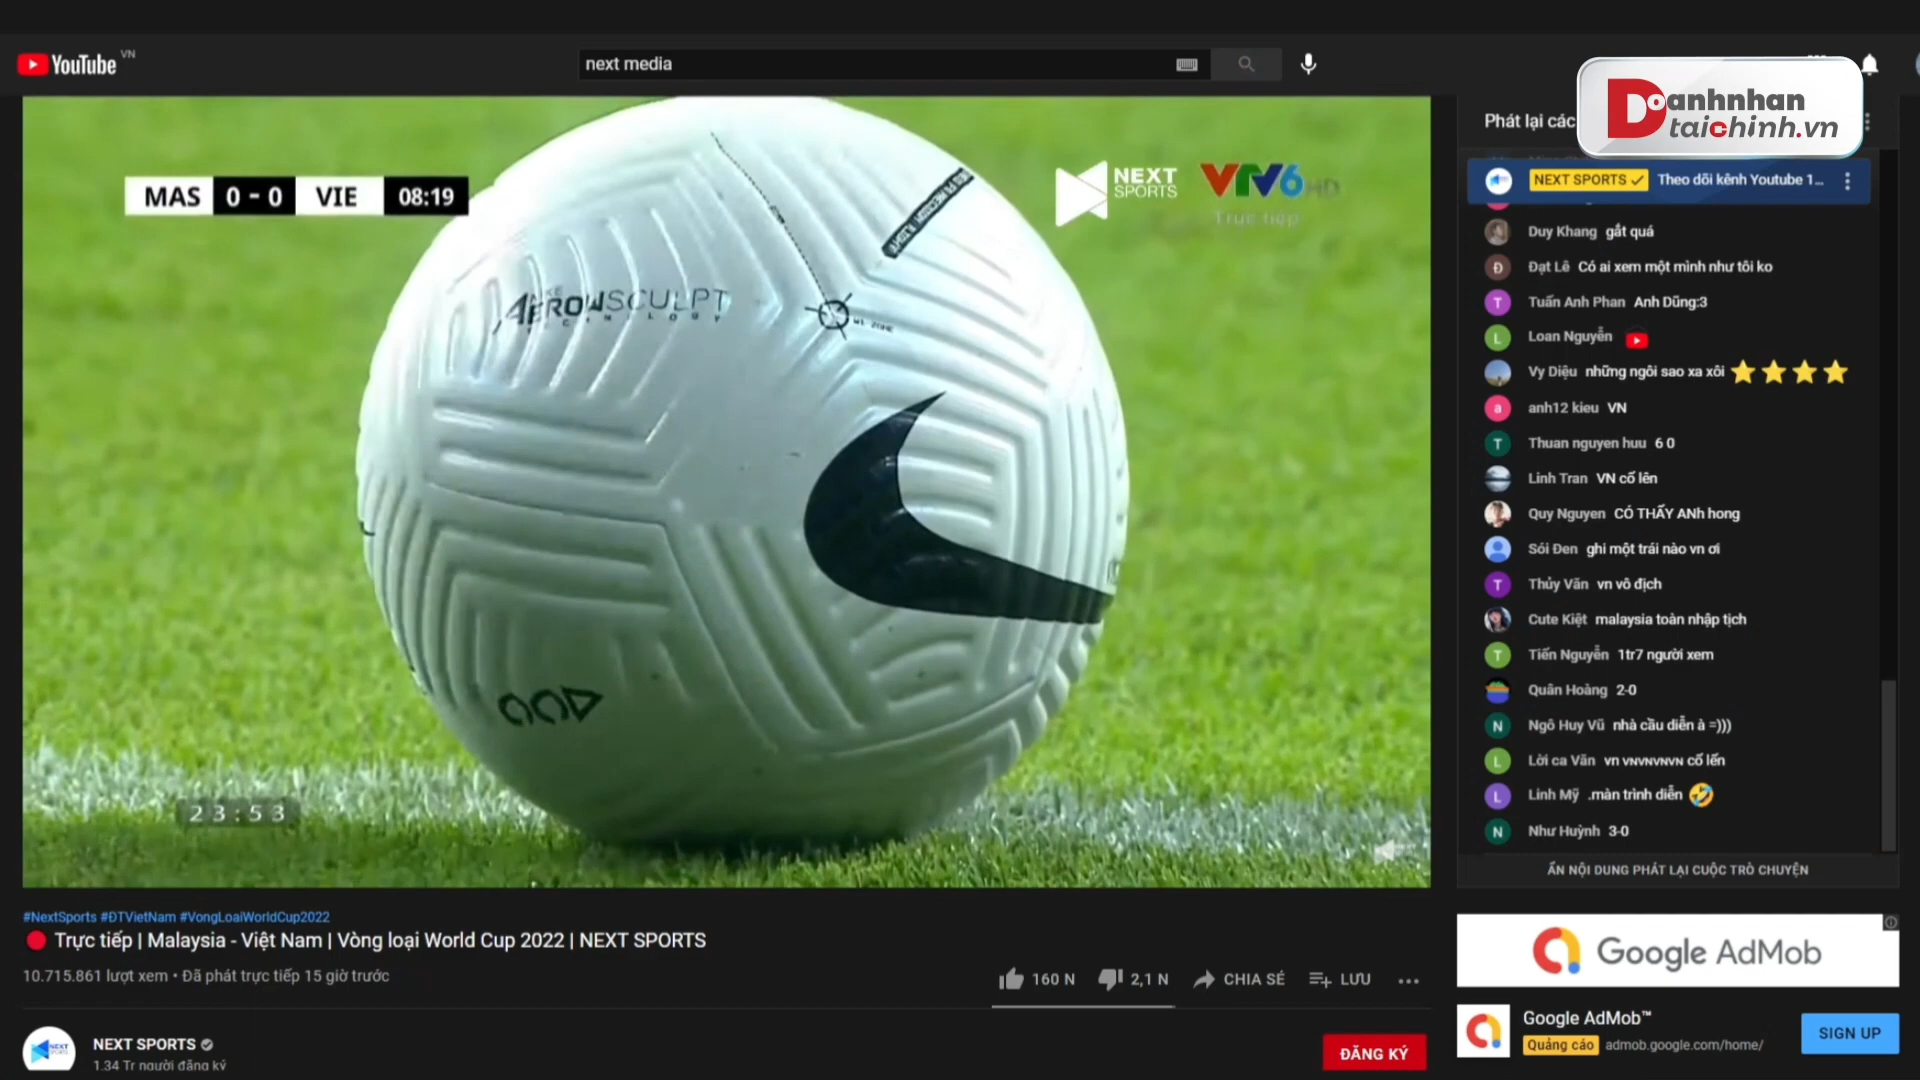 YouTube VN
next media
Doanhnhan
taichinh.vn
MAS 0 - 0 VIE 08:19
NEXT SPORTS
VTV6 HD
Trực tiếp
AEROWSCULPT
23:53
Phát lại các
NEXT SPORTS Theo dõi kênh Youtube 1...
Duy Khang gắt quá
Đạt Lê Có ai xem một mình như tôi ko
Tuấn Anh Phan Anh Dũng:3
Loan Nguyễn
Vy Diệu những ngôi sao xa xôi ⭐⭐⭐⭐
anh12 kieu VN
Thuan nguyen huu 6 0
Linh Tran VN cố lên
Quy Nguyen CÓ THẤY ANh hong
Sói Đen ghi một trái nào vn ơi
Thủy Văn vn vô địch
Cute Kiệt malaysia toàn nhập tịch
Tiến Nguyễn 1tr7 người xem
Quân Hoàng 2-0
Ngô Huy Vũ nhà cầu diễn à =)))
Lời ca Văn vn VNVNVNVN cố lến
Linh Mỹ .màn trình diễn 🤣
Như Huỳnh 3-0
ẨN NỘI DUNG PHÁT LẠI CUỘC TRÒ CHUYỆN
#NextSports #ĐTVietNam #VongLoaiWorldCup2022
🔴 Trực tiếp | Malaysia - Việt Nam | Vòng loại World Cup 2022 | NEXT SPORTS
10.715.861 lượt xem • Đã phát trực tiếp 15 giờ trước
160 N 2,1 N CHIA SẺ LƯU
NEXT SPORTS
1,34 Tr người đăng ký
ĐĂNG KÝ
Google AdMob
Google AdMob™
Quảng cáo admob.google.com/home/
SIGN UP